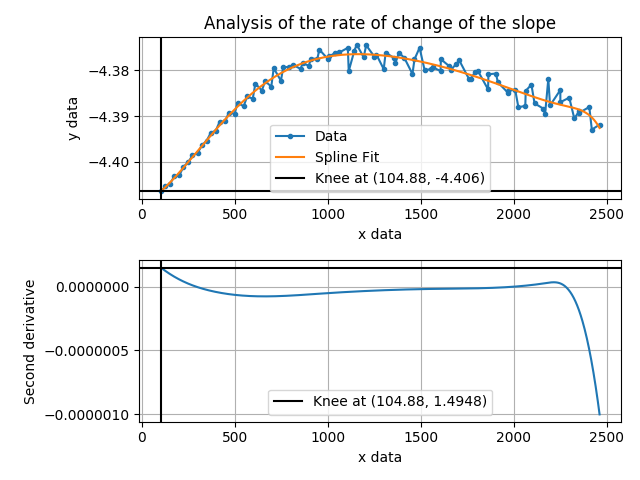 Analysis of the rate of change of the slope
y data
−4.38
−4.39
−4.40
Data
Spline Fit
Knee at (104.88, -4.406)
0 500 1000 1500 2000 2500
x data
Second derivative
0.0000000
−0.0000005
−0.0000010
Knee at (104.88, 1.4948)
0 500 1000 1500 2000 2500
x data